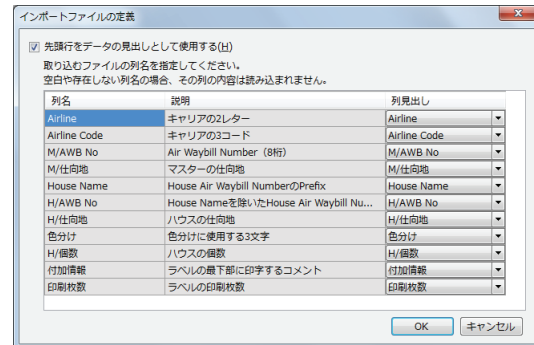 インポートファイルの定義
先頭行をデータの見出しとして使用する(H)
取り込むファイルの列名を指定してください。
空白や存在しない列名の場合、その列の内容は読み込まれません。
列名 説明 列見出し
Airline キャリアの2レター Airline
Airline Code キャリアの3コード Airline Code
M/AWB No Air Waybill Number（8桁） M/AWB No
M/仕向地 マスターの仕向地 M/仕向地
House Name House Air Waybill NumberのPrefix House Name
H/AWB No House Nameを除いたHouse Air Waybill Nu... H/AWB No
H/仕向地 ハウスの仕向地 H/仕向地
色分け 色分けに使用する3文字 色分け
H/個数 ハウスの個数 H/個数
付加情報 ラベルの最下部に印字するコメント 付加情報
印刷枚数 ラベルの印刷枚数 印刷枚数
OK キャンセル